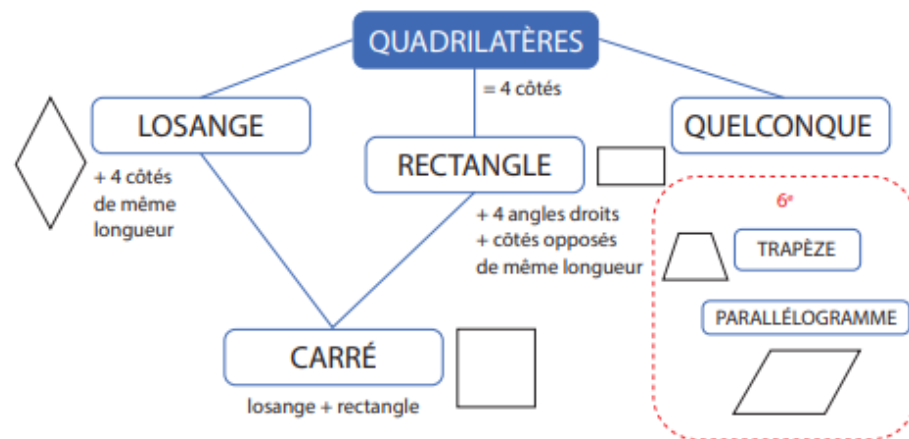 QUADRILATÈRES
= 4 côtés
LOSANGE
+ 4 côtés
de même
longueur
RECTANGLE
+ 4 angles droits
+ côtés opposés
de même longueur
QUELCONQUE
6e
TRAPÈZE
PARALLÉLOGRAMME
CARRÉ
losange + rectangle